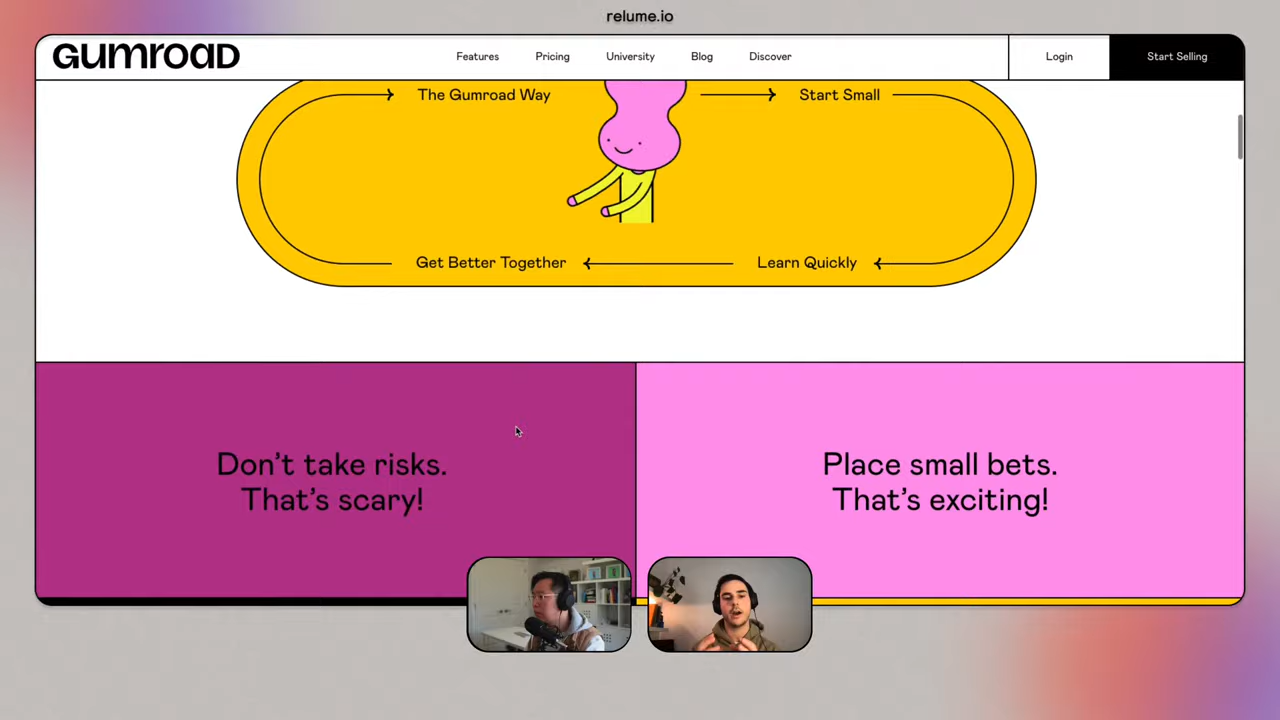 relume.io
GUMROAD
Features
Pricing
University
Blog
Discover
Login
Start Selling
The Gumroad Way
Start Small
Get Better Together
Learn Quickly
Don't take risks.
That's scary!
Place small bets.
That's exciting!